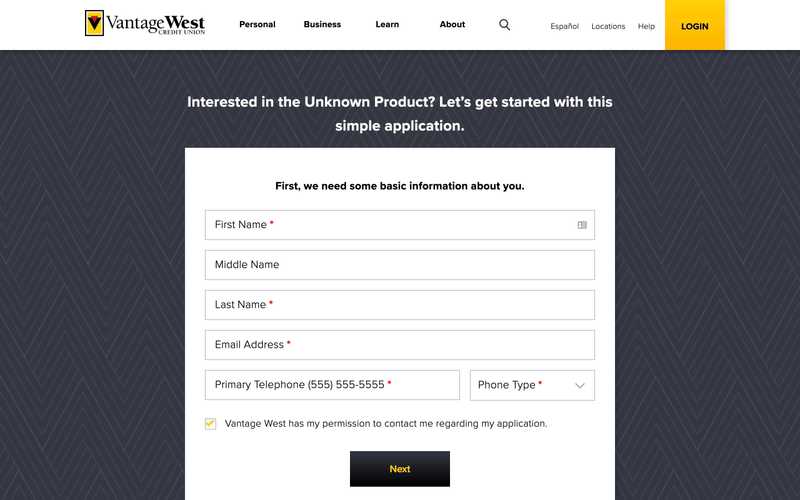 VantageWest
CREDIT UNION
Personal
Business
Learn
About
Español
Locations
Help
LOGIN
Interested in the Unknown Product? Let’s get started with this
simple application.
First, we need some basic information about you.
First Name *
Middle Name
Last Name *
Email Address *
Primary Telephone (555) 555-5555 *
Phone Type *
Vantage West has my permission to contact me regarding my application.
Next